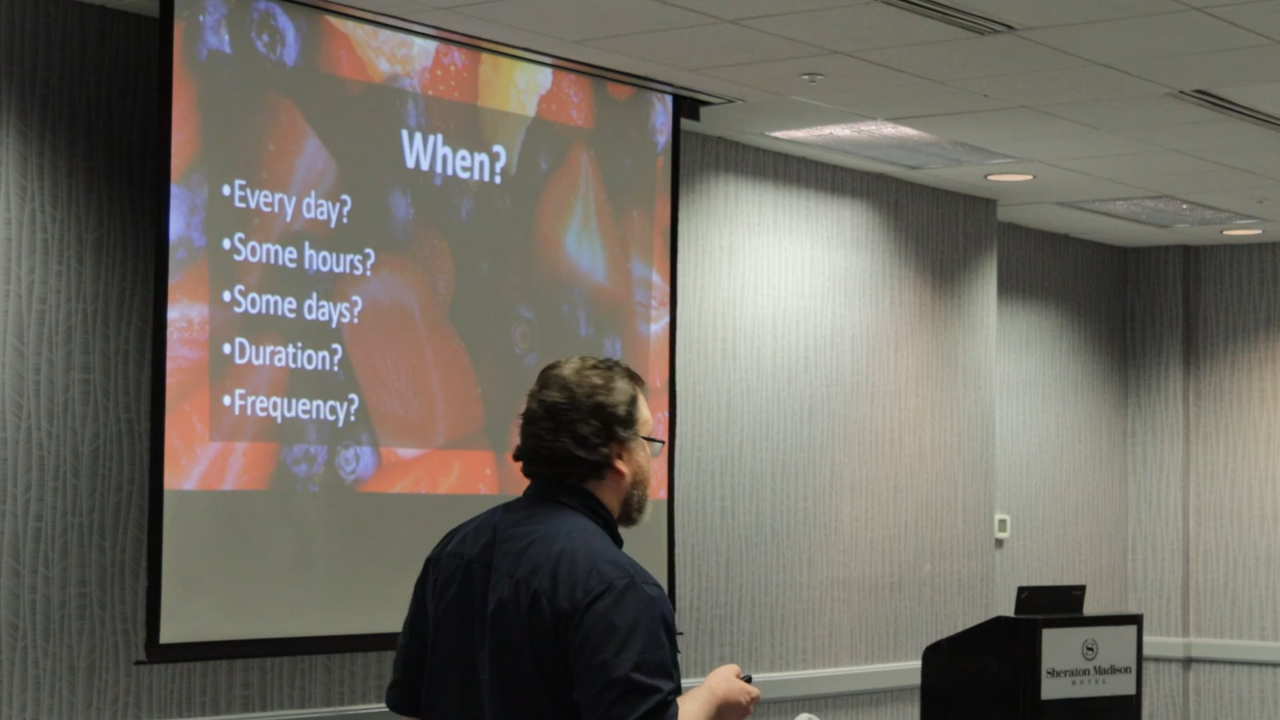 When?
•Every day?
•Some hours?
•Some days?
•Duration?
•Frequency?
S
Sheraton Madison
HOTEL